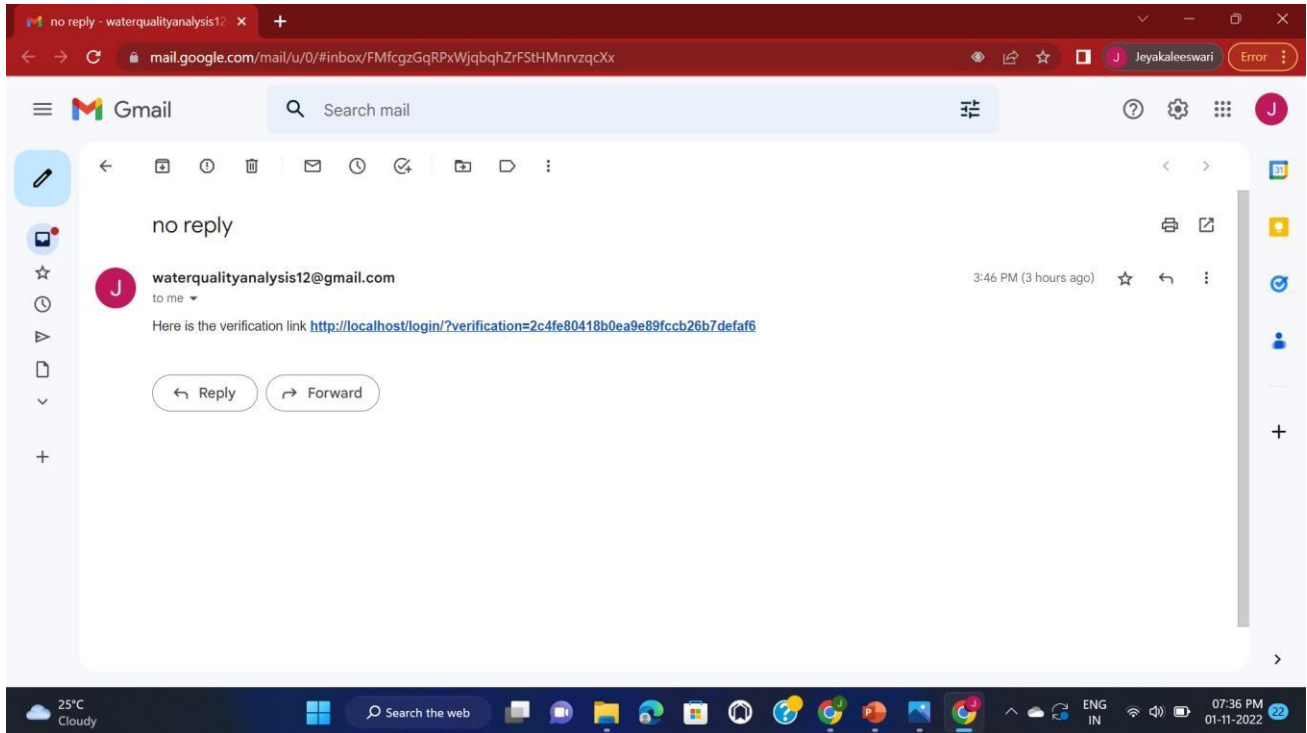 no reply - waterqualityanalysis12
mail.google.com/mail/u/0/#inbox/FMfcgzGqRPxWjqbqhZrFStHMnrvzqcXx
J Jeyakaleeswari
Error
Gmail
Search mail
J
31
no reply
J
waterqualityanalysis12@gmail.com
3:46 PM (3 hours ago)
to me
Here is the verification link http://localhost/login/?verification=2c4fe80418b0ea9e89fccb26b7defaf6
Reply
Forward
25°C
Cloudy
Search the web
ENG
IN
07:36 PM
01-11-2022
22